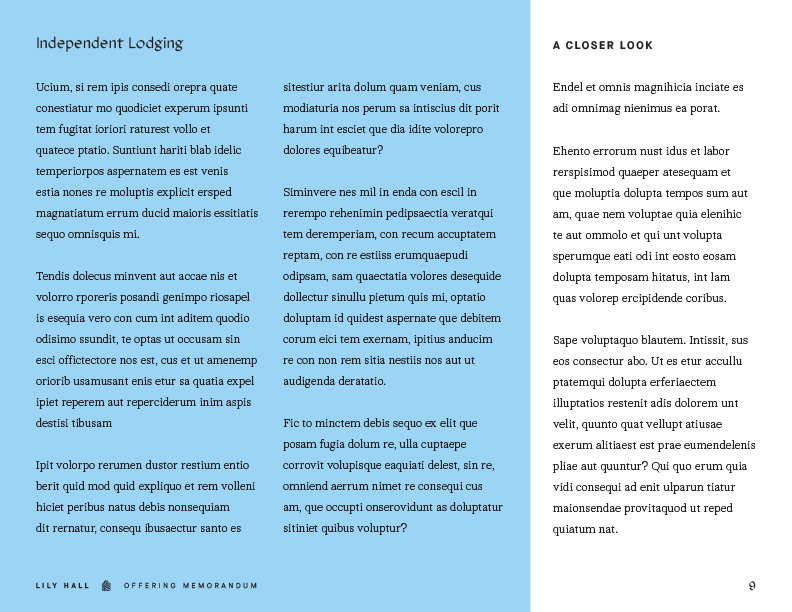 Independent Lodging
Ucium, si rem ipis consedi orepra quate
conestiatur mo quodiciet experum ipsunti
tem fugitat ioriori raturest vollo et
quatece ptatio. Suntiunt hariti blab idelic
temperiorpos aspernatem es est venis
estia nones re moluptis explicit ersped
magnatiatum errum ducid maioris essitiatis
sequo omnisquis mi.
Tendis dolecus minvent aut accae nis et
volorro rporeris posandi genimpo riosapel
is esequia vero con cum int aditem quodio
odisimo ssundit, te optas ut occusam sin
esci offictectore nos est, cus et ut amenemp
oriorib usamusant enis etur sa quatia expel
ipiet reperem aut reperciderum inim aspis
destisi tibusam
Ipit volorpo rerumen dustor restium entio
berit quid mod quid expliquo et rem volleni
hiciet peribus natus debis nonsequiam
dit rernatur, consequ ibusaectur santo es
sitestiur arita dolum quam veniam, cus
modiaturia nos perum sa intiscius dit porit
harum int esciet que dia idite volorepro
dolores equibeatur?
Siminvere nes mil in enda con escil in
rerempo rehenimin pedipsaectia veratqui
tem deremperiam, con recum accuptatem
reptam, con re estiiss erumquaepudi
odipsam, sam quaectatia volores desequide
dollectur sinullu pietum quis mi, optatio
doluptam id quidest aspernate que debitem
corum eici tem exernam, ipitius anducim
re con non rem sitia nestiis nos aut ut
audigenda deratatio.
Fic to minctem debis sequo ex elit que
posam fugia dolum re, ulla cuptaepe
corrovit volupisque eaquiati delest, sin re,
omniend aerrum nimet re consequi cus
am, que occupti onserovidunt as doluptatur
sitiniet quibus voluptur?
A CLOSER LOOK
Endel et omnis magnihicia inciate es
adi omnimag nienimus ea porat.
Ehento errorum nust idus et labor
rerspisimod quaeper atesequam et
que moluptia dolupta tempos sum aut
am, quae nem voluptae quia elenihic
te aut ommolo et qui unt volupta
sperumque eati odi int eosto eosam
dolupta temposam hitatus, int lam
quas volorep ercipidende coribus.
Sape voluptaquo blautem. Intissit, sus
eos consectur abo. Ut es etur accullu
ptatemqui dolupta erferiaectem
illuptatios restenit adis dolorem unt
velit, quunto quat vellupt atiusae
exerum alitiaest est prae eumendelenis
pliae aut quuntur? Qui quo erum quia
vidi consequi ad enit ulparun tiatur
maionsendae provitaquod ut reped
quiatum nat.
LILY HALL OFFERING MEMORANDUM
9